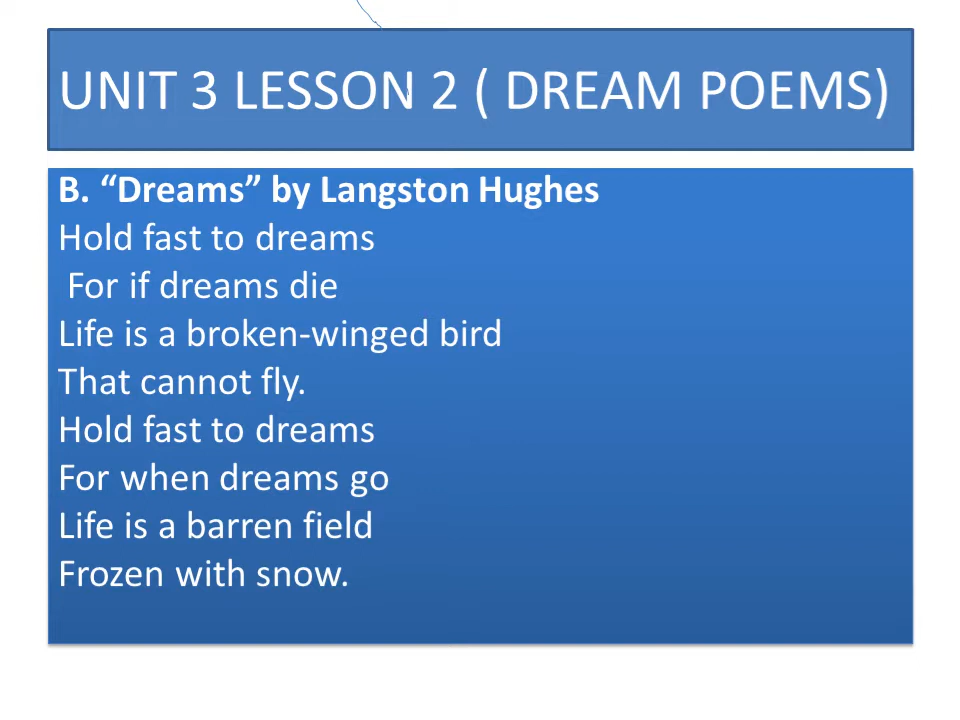 UNIT 3 LESSON 2 ( DREAM POEMS)
B. “Dreams” by Langston Hughes
Hold fast to dreams
For if dreams die
Life is a broken-winged bird
That cannot fly.
Hold fast to dreams
For when dreams go
Life is a barren field
Frozen with snow.